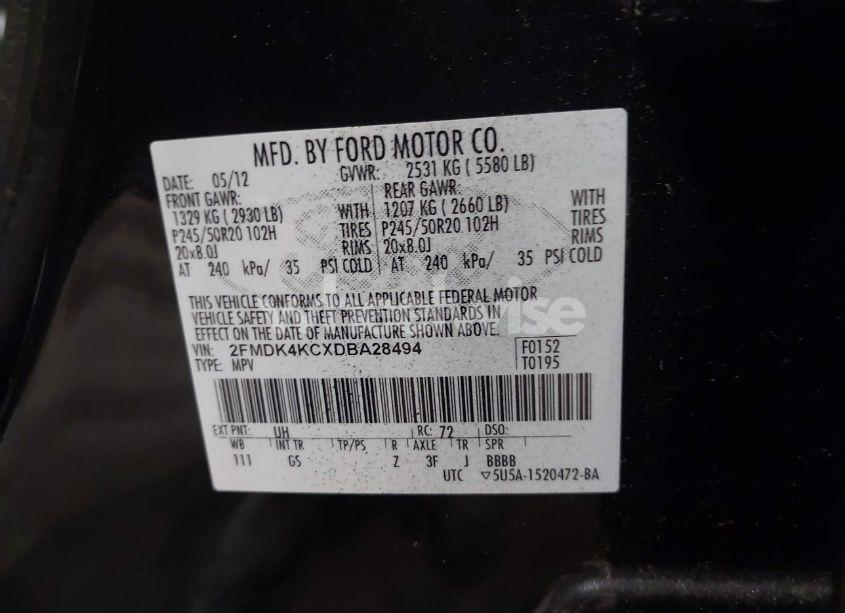 MFD. BY FORD MOTOR CO.
DATE: 05/12 GVWR: 2531 KG ( 5580 LB)
FRONT GAWR: REAR GAWR:
1329 KG ( 2930 LB) WITH 1207 KG ( 2660 LB) WITH
P245/50R20 102H TIRES P245/50R20 102H TIRES
20x8.0J RIMS 20x8.0J RIMS
AT 240 kPa/ 35 PSI COLD AT 240 kPa/ 35 PSI COLD
THIS VEHICLE CONFORMS TO ALL APPLICABLE FEDERAL MOTOR
VEHICLE SAFETY AND THEFT PREVENTION STANDARDS IN
EFFECT ON THE DATE OF MANUFACTURE SHOWN ABOVE.
VIN: 2FMDK4KCXDBA28494 F0152
TYPE: MPV T0195
EXT PNT: UH RC: 72 DSO:
WB INT TR TP/PS R AXLE TR SPR
111 GS Z 3F J BBBB
UTC ▽5U5A-1520472-BA